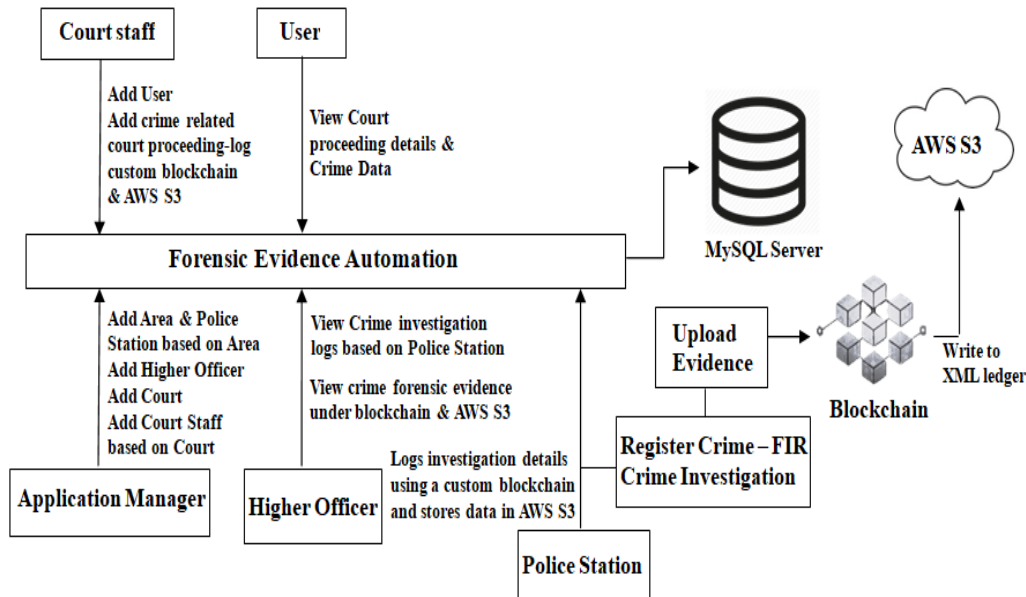 Court staff
User
Add User
Add crime related
court proceeding-log
custom blockchain
& AWS S3
View Court
proceeding details &
Crime Data
AWS S3
MySQL Server
Forensic Evidence Automation
Add Area & Police
Station based on Area
Add Higher Officer
Add Court
Add Court Staff
based on Court
View Crime investigation
logs based on Police Station
View crime forensic evidence
under blockchain & AWS S3
Upload
Evidence
Blockchain
Write to
XML ledger
Logs investigation details
using a custom blockchain
and stores data in AWS S3
Register Crime – FIR
Crime Investigation
Application Manager
Higher Officer
Police Station